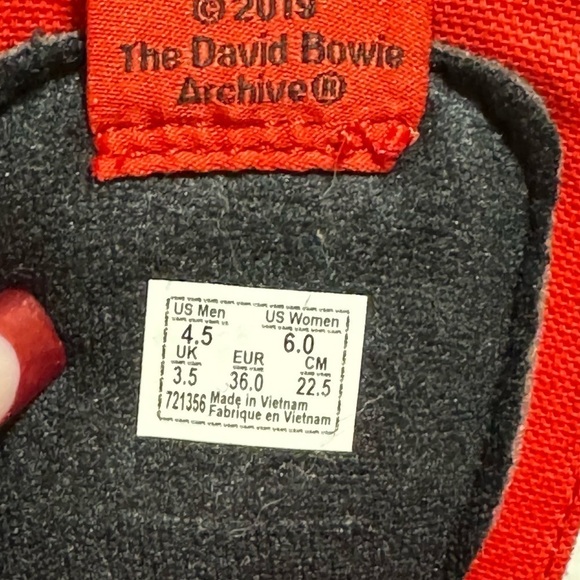 © 2019
The David Bowie
Archive®
US Men US Women
4.5 6.0
UK EUR CM
3.5 36.0 22.5
721356 Made in Vietnam
Fabrique en Vietnam